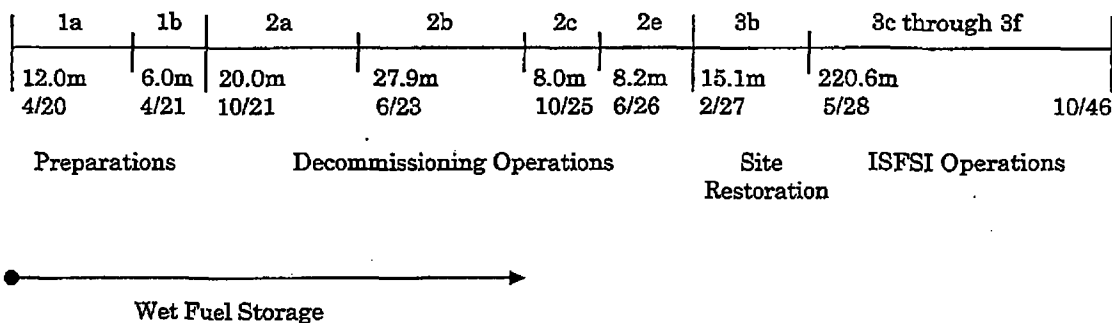 1a 1b 2a 2b 2c 2e 3b 3c through 3f
12.0m 6.0m 20.0m 27.9m 8.0m 8.2m 15.1m 220.6m
4/20 4/21 10/21 6/23 10/25 6/26 2/27 5/28 10/46
Preparations Decommissioning Operations Site ISFSI Operations
Restoration
Wet Fuel Storage